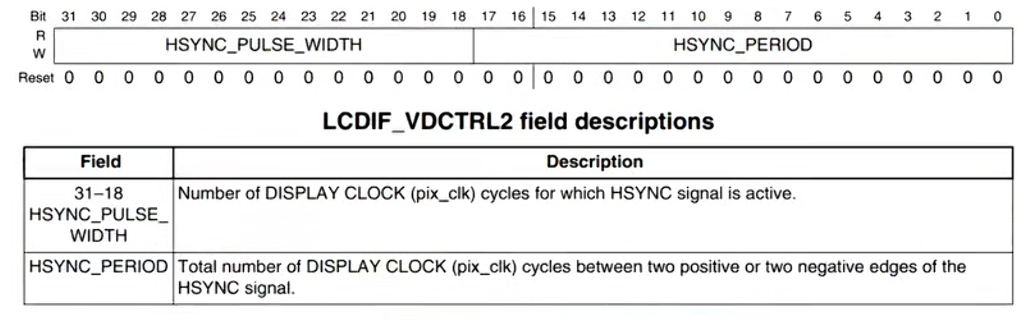 Bit 31 30 29 28 27 26 25 24 23 22 21 20 19 18 17 16 15 14 13 12 11 10 9 8 7 6 5 4 3 2 1 0
R
W
HSYNC_PULSE_WIDTH HSYNC_PERIOD
Reset 0 0 0 0 0 0 0 0 0 0 0 0 0 0 0 0 0 0 0 0 0 0 0 0 0 0 0 0 0 0 0 0
LCDIF_VDCTRL2 field descriptions
Field Description
31–18
HSYNC_PULSE_
WIDTH
Number of DISPLAY CLOCK (pix_clk) cycles for which HSYNC signal is active.
HSYNC_PERIOD
Total number of DISPLAY CLOCK (pix_clk) cycles between two positive or two negative edges of the
HSYNC signal.